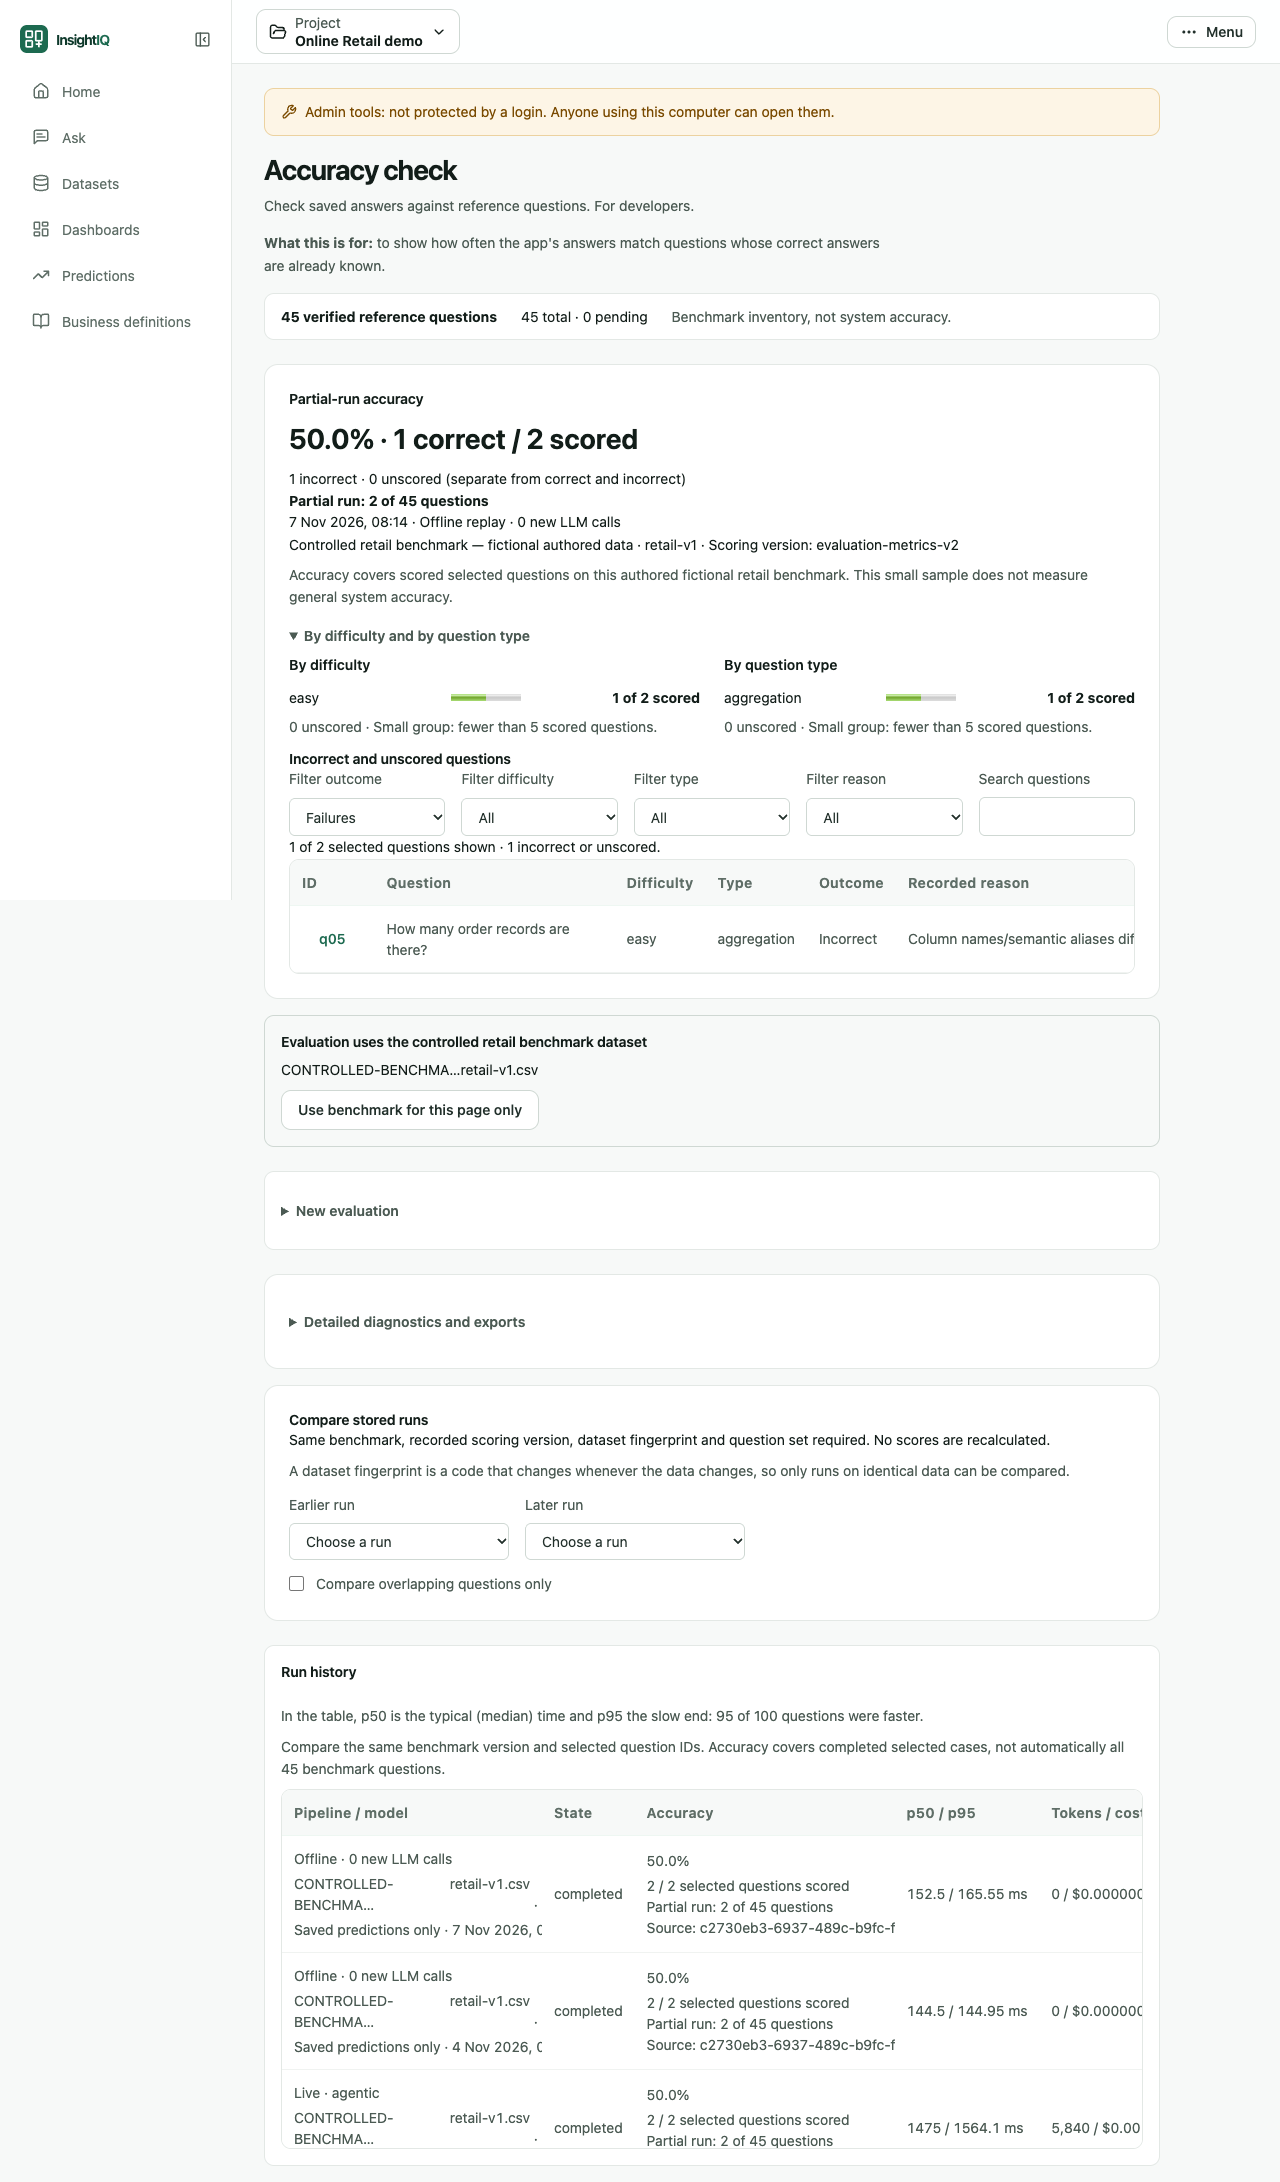 InsightIQ
Project
Online Retail demo
Menu
Home
Ask
Datasets
Dashboards
Predictions
Business definitions
Admin tools: not protected by a login. Anyone using this computer can open them.
Accuracy check
Check saved answers against reference questions. For developers.
What this is for: to show how often the app's answers match questions whose correct answers
are already known.
45 verified reference questions 45 total · 0 pending Benchmark inventory, not system accuracy.
Partial-run accuracy
50.0% · 1 correct / 2 scored
1 incorrect · 0 unscored (separate from correct and incorrect)
Partial run: 2 of 45 questions
7 Nov 2026, 08:14 · Offline replay · 0 new LLM calls
Controlled retail benchmark — fictional authored data · retail-v1 · Scoring version: evaluation-metrics-v2
Accuracy covers scored selected questions on this authored fictional retail benchmark. This small sample does not measure
general system accuracy.
▼ By difficulty and by question type
By difficulty By question type
easy 1 of 2 scored aggregation 1 of 2 scored
0 unscored · Small group: fewer than 5 scored questions. 0 unscored · Small group: fewer than 5 scored questions.
Incorrect and unscored questions
Filter outcome Filter difficulty Filter type Filter reason Search questions
Failures All All All
1 of 2 selected questions shown · 1 incorrect or unscored.
ID Question Difficulty Type Outcome Recorded reason
q05 How many order records are
there? easy aggregation Incorrect Column names/semantic aliases dif
Evaluation uses the controlled retail benchmark dataset
CONTROLLED-BENCHMA...retail-v1.csv
Use benchmark for this page only
▶ New evaluation
▶ Detailed diagnostics and exports
Compare stored runs
Same benchmark, recorded scoring version, dataset fingerprint and question set required. No scores are recalculated.
A dataset fingerprint is a code that changes whenever the data changes, so only runs on identical data can be compared.
Earlier run Later run
Choose a run Choose a run
Compare overlapping questions only
Run history
In the table, p50 is the typical (median) time and p95 the slow end: 95 of 100 questions were faster.
Compare the same benchmark version and selected question IDs. Accuracy covers completed selected cases, not automatically all
45 benchmark questions.
Pipeline / model State Accuracy p50 / p95 Tokens / cost
Offline · 0 new LLM calls
CONTROLLED-BENCHMA... retail-v1.csv ·
Saved predictions only · 7 Nov 2026, 0
completed
50.0%
2 / 2 selected questions scored
Partial run: 2 of 45 questions
Source: c2730eb3-6937-489c-b9fc-f
152.5 / 165.55 ms
0 / $0.000000
Offline · 0 new LLM calls
CONTROLLED-BENCHMA... retail-v1.csv ·
Saved predictions only · 4 Nov 2026, 0
completed
50.0%
2 / 2 selected questions scored
Partial run: 2 of 45 questions
Source: c2730eb3-6937-489c-b9fc-f
144.5 / 144.95 ms
0 / $0.000000
Live · agentic
CONTROLLED-BENCHMA... retail-v1.csv ·
completed
50.0%
2 / 2 selected questions scored
Partial run: 2 of 45 questions
1475 / 1564.1 ms
5,840 / $0.00